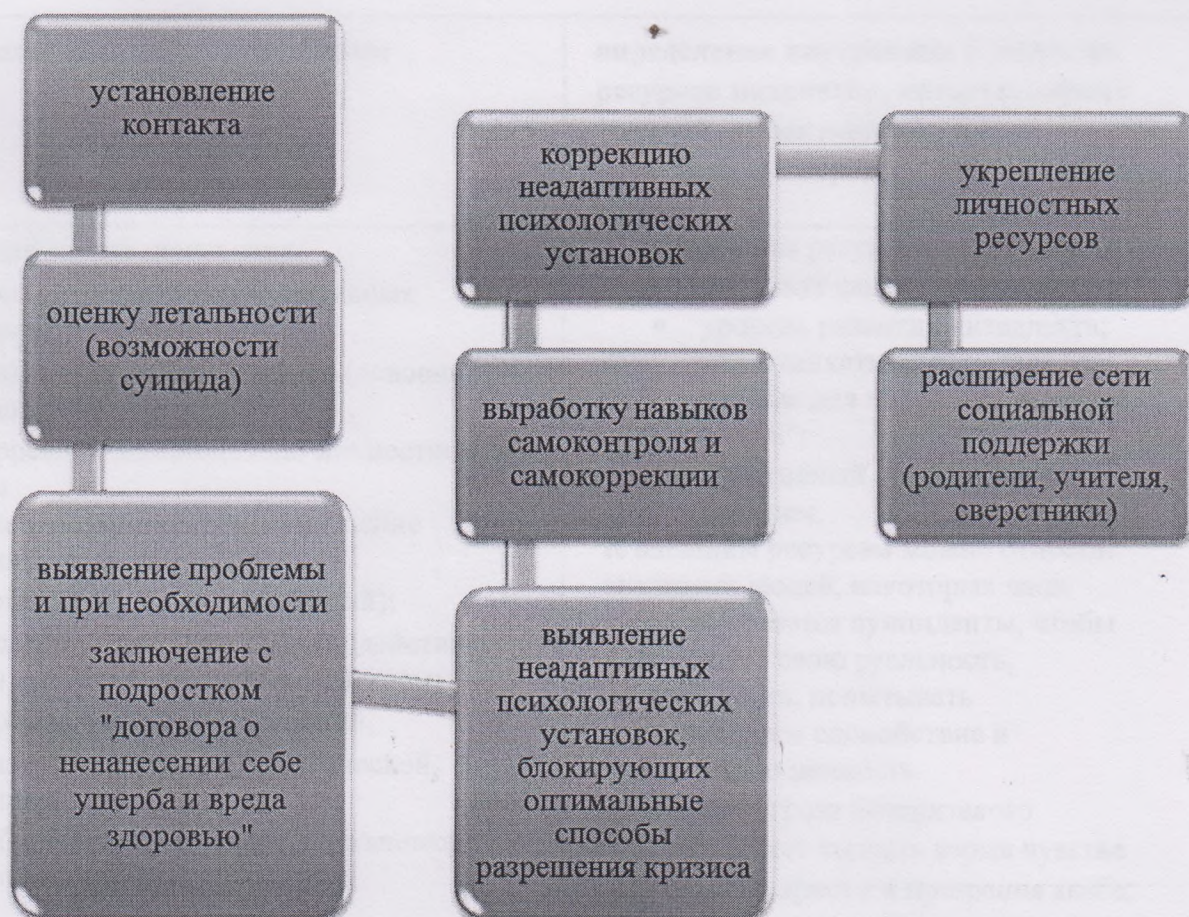 установление
контакта
оценку летальности
(возможности
суицида)
выявление проблемы
и при необходимости
заключение с
подростком
"договора о
ненанесении себе
ущерба и вреда
здоровью"
выявление
неадаптивных
психологических
установок,
блокирующих
оптимальные
способы
разрешения кризиса
выработку навыков
самоконтроля и
самокоррекции
коррекцию
неадаптивных
психологических
установок
укрепление
личностных
ресурсов
расширение сети
социальной
поддержки
(родители, учителя,
сверстники)